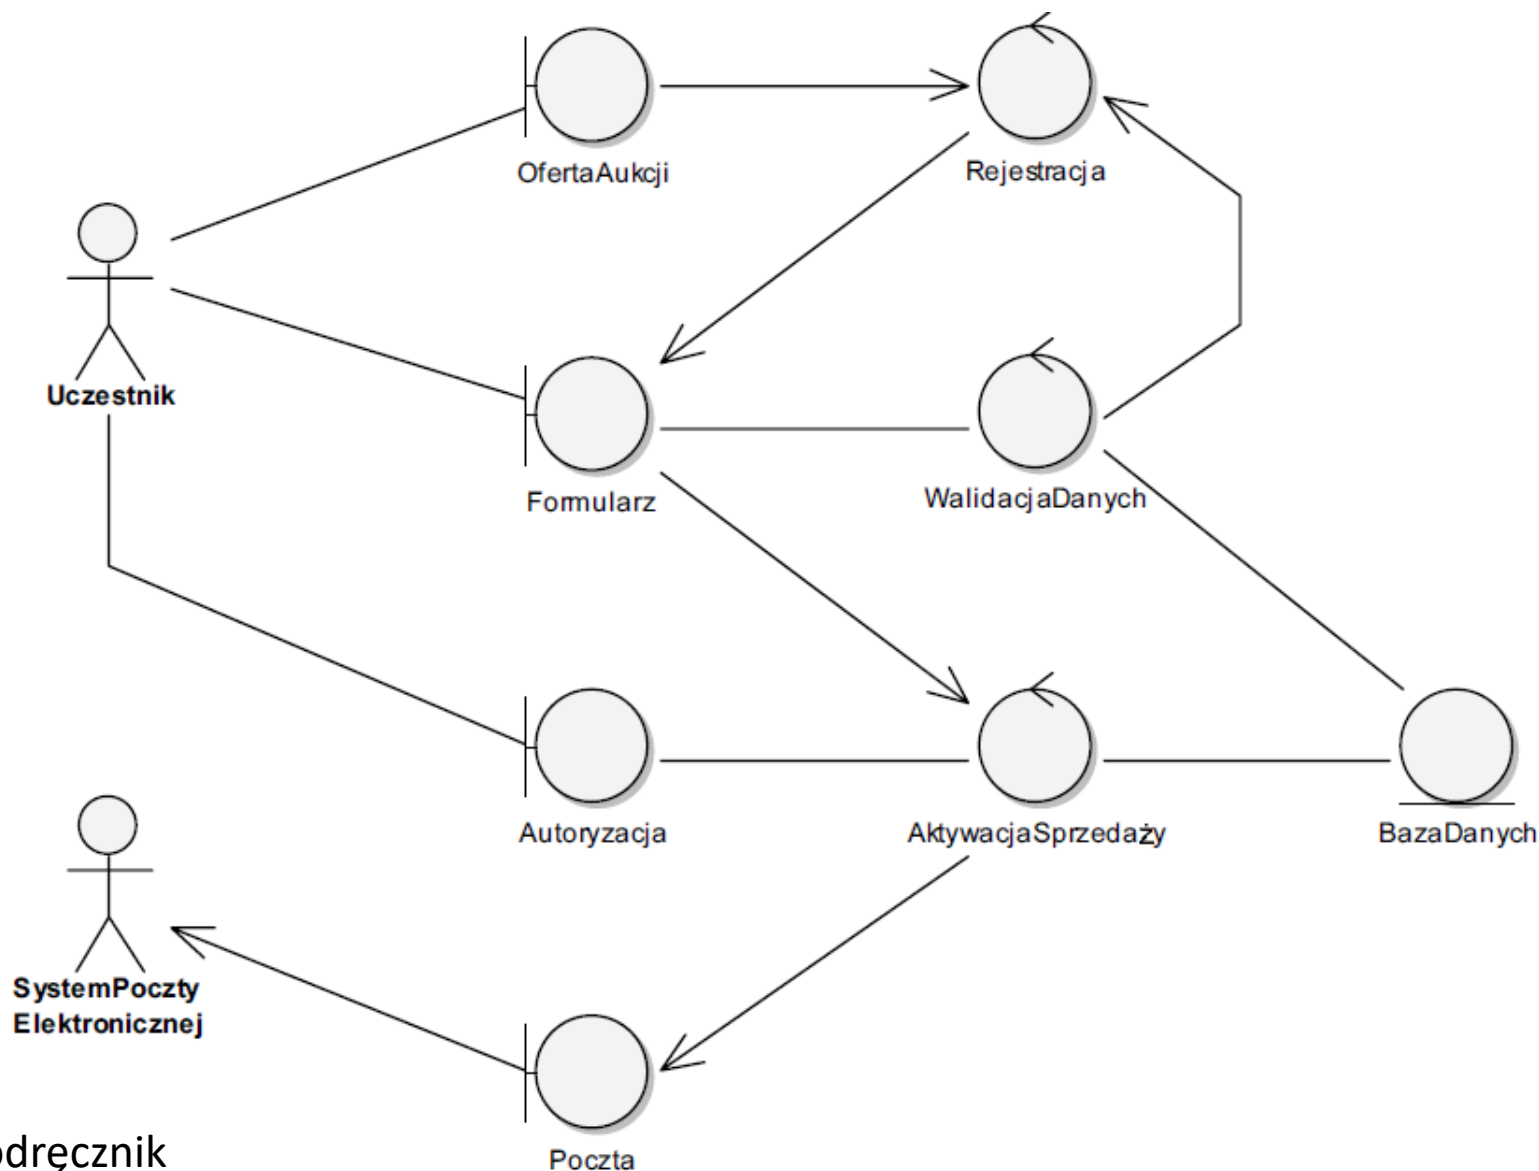 OfertaAukcji
Rejestracja
Uczestnik
Formularz
WalidacjaDanych
Autoryzacja
AktywacjaSprzedaży
BazaDanych
SystemPoczty
Elektronicznej
Poczta